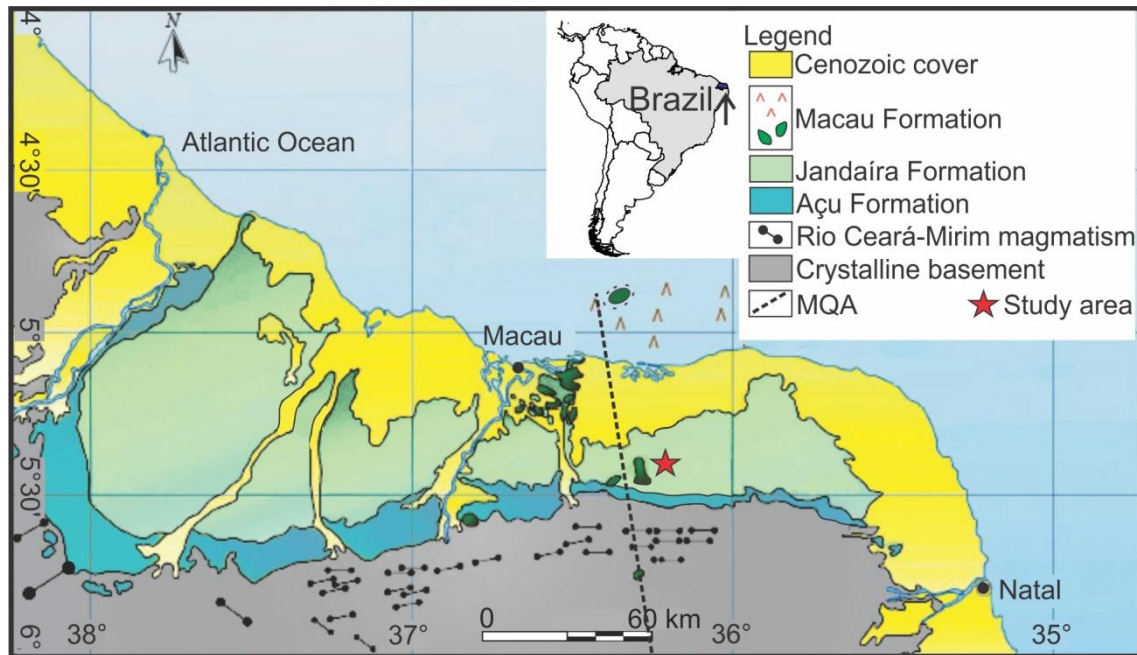 4°
N
Atlantic Ocean
4°30'
5°
Macau
5°30'
Natal
0 60 km
6°
38°
37°
36°
35°
Brazil
Legend
Cenozoic cover
Macau Formation
Jandaíra Formation
Açu Formation
Rio Ceará-Mirim magmatism
Crystalline basement
MQA
Study area